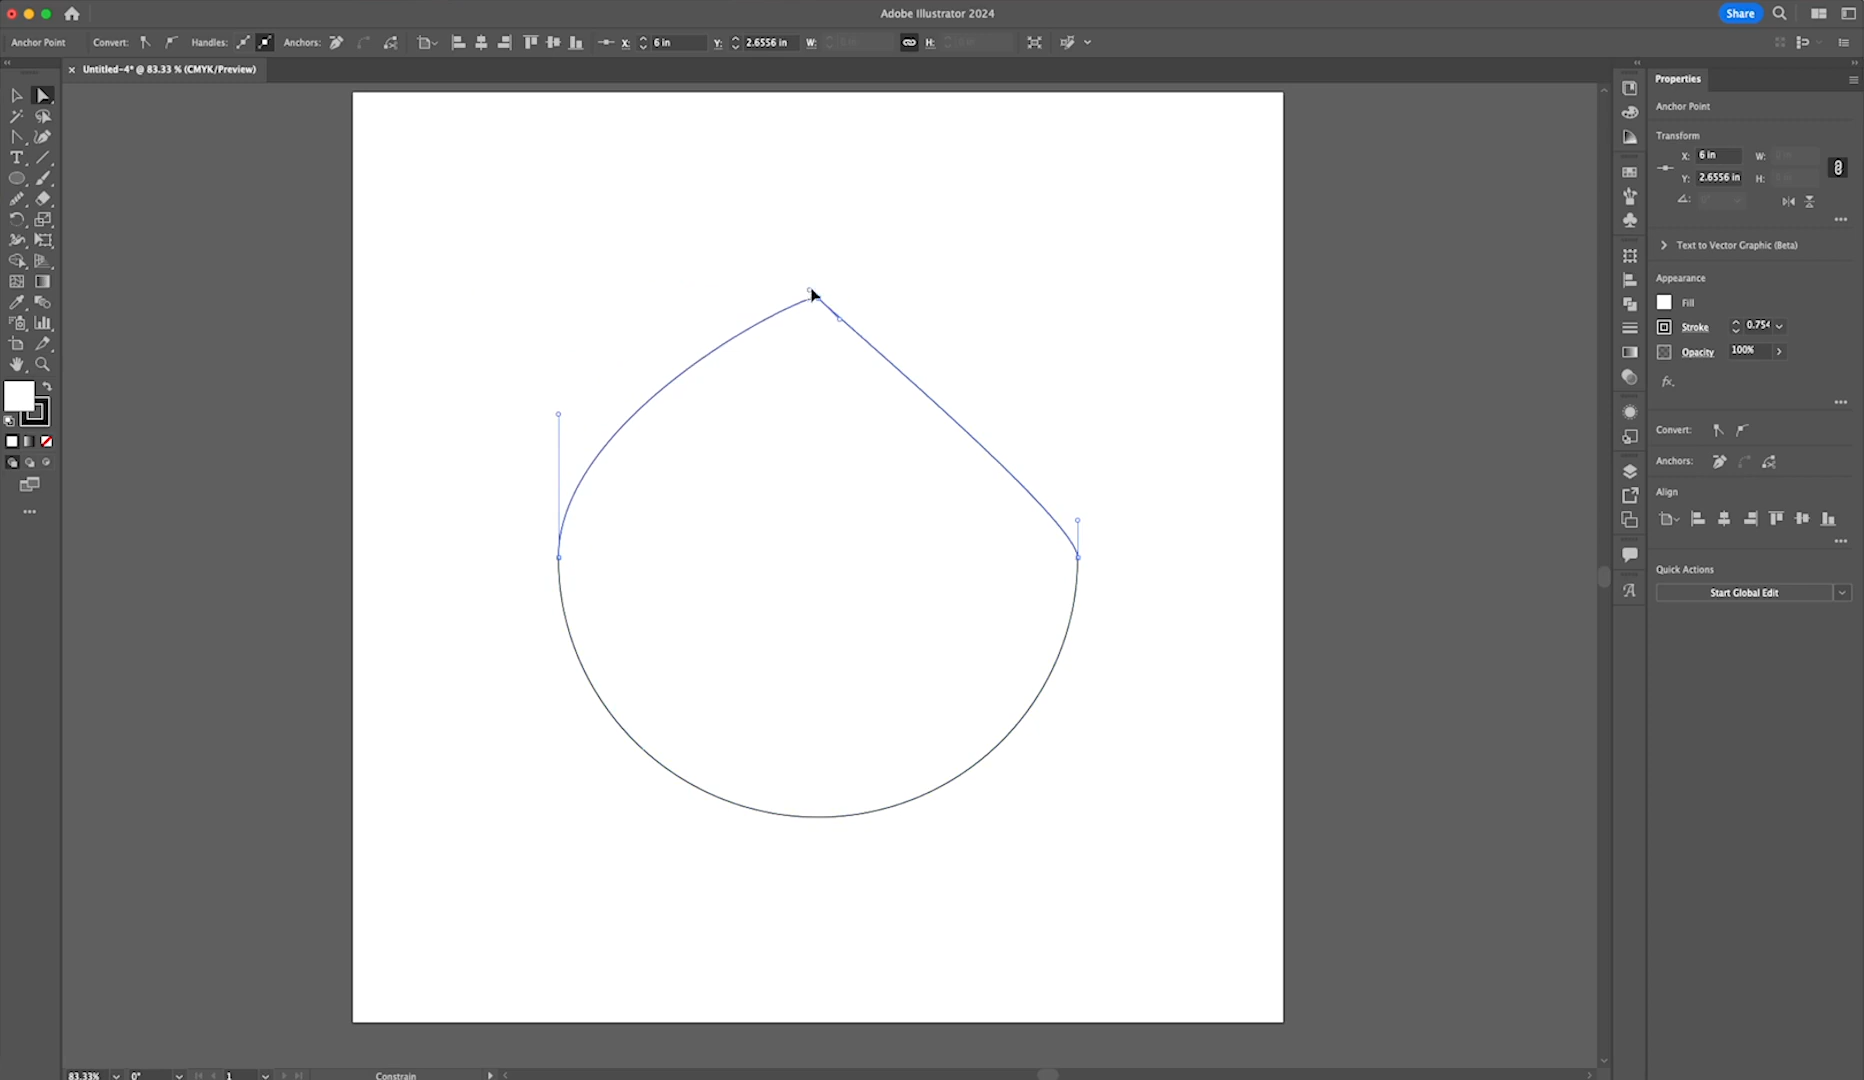 Adobe Illustrator 2024
Share
Anchor Point
Convert:
Handles:
Anchors:
X:
6 in
Y:
2.6556 in
W:
H:
× Untitled-4* @ 83.33 % (CMYK/Preview)
Properties
Anchor Point
Transform
X: 6 in W:
Y: 2.6556 in H:
Text to Vector Graphic (Beta)
Appearance
Fill
Stroke 0.754
Opacity 100%
fx.
Convert:
Anchors:
Align
Quick Actions
Start Global Edit
83.33%
0°
1
Constrain